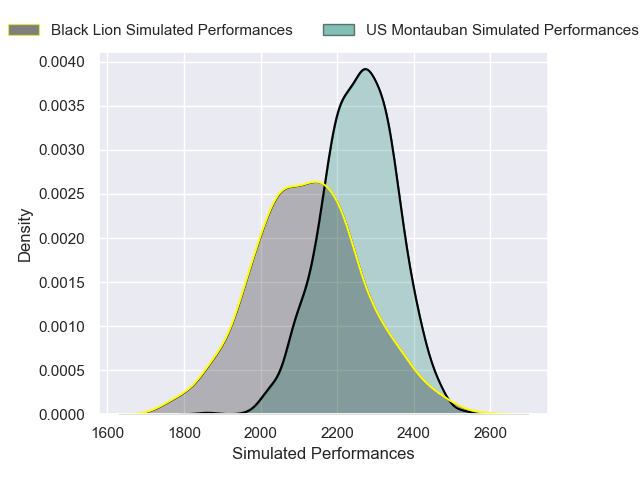 Black Lion Simulated Performances
US Montauban Simulated Performances
0.0040
0.0035
0.0030
0.0025
0.0020
0.0015
0.0010
0.0005
0.0000
Density
1600 1800 2000 2200 2400 2600
Simulated Performances